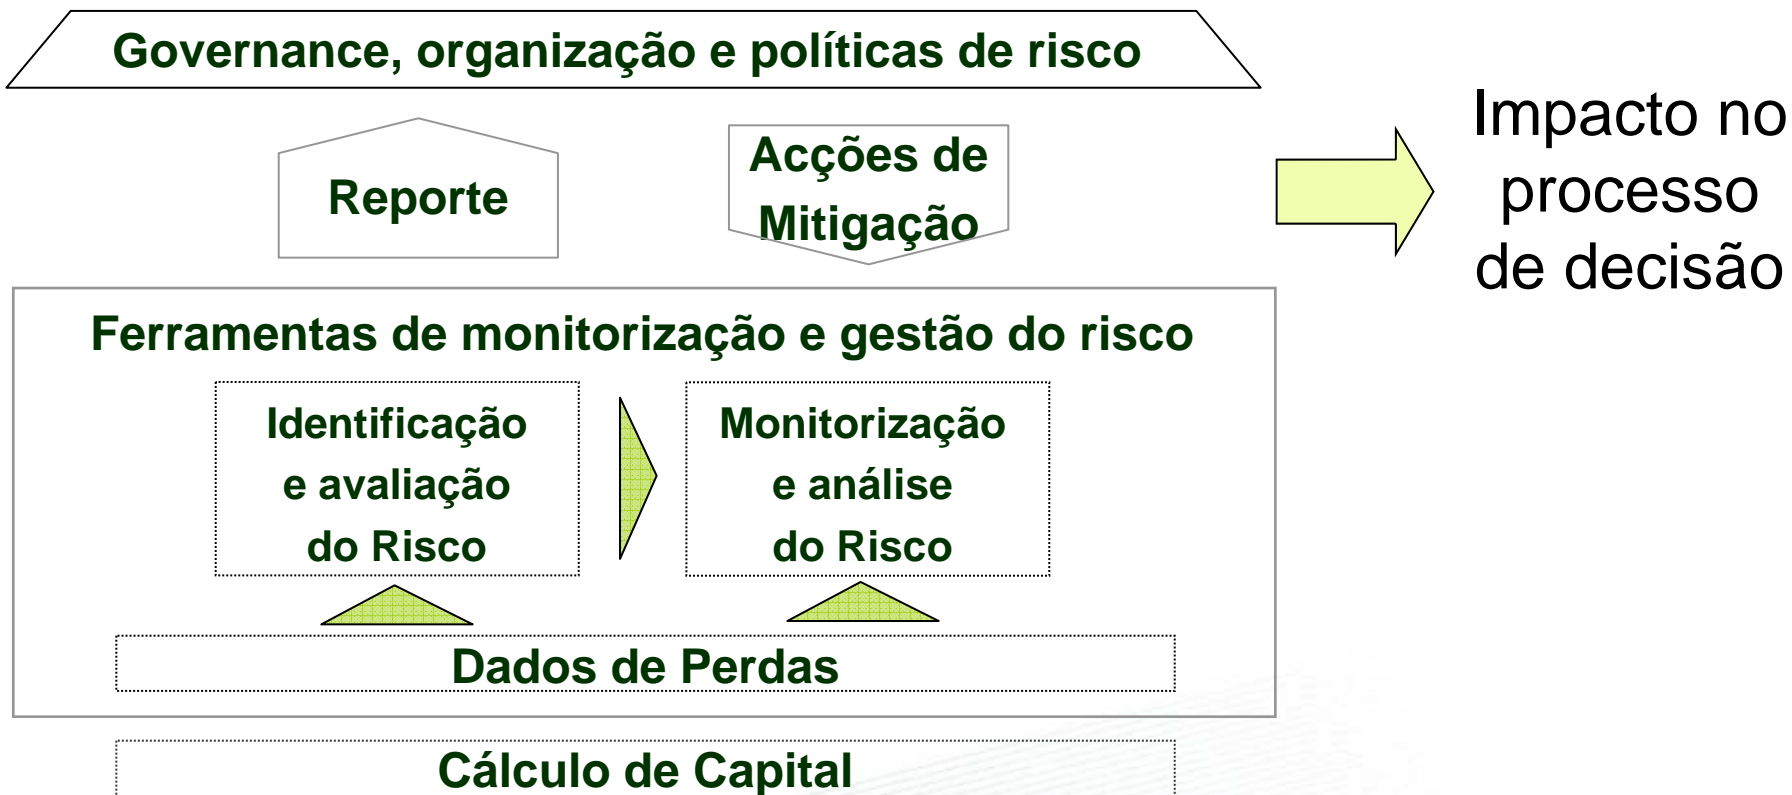 Governance, organização e políticas de risco
Reporte
Acções de
Mitigação
Impacto no
processo
de decisão
Ferramentas de monitorização e gestão do risco
Identificação
e avaliação
do Risco
Monitorização
e análise
do Risco
Dados de Perdas
Cálculo de Capital